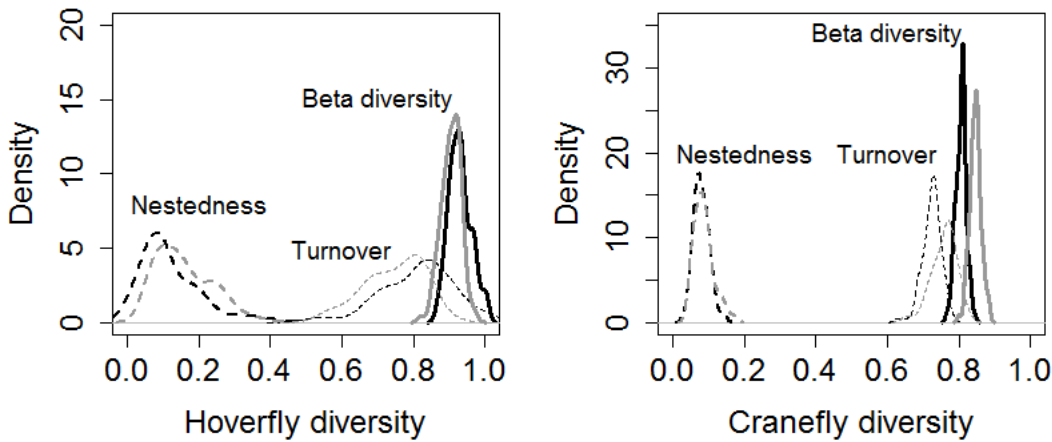 Density
20
15
10
5
0
Beta diversity
Nestedness
Turnover
0.0 0.2 0.4 0.6 0.8 1.0
Hoverfly diversity
Density
30
20
10
0
Beta diversity
Nestedness Turnover
0.0 0.2 0.4 0.6 0.8 1.0
Cranefly diversity